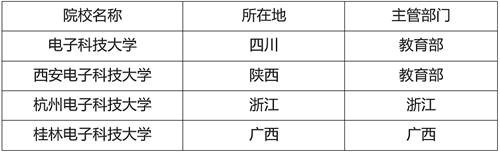 院校名称 所在地 主管部门
电子科技大学 四川 教育部
西安电子科技大学 陕西 教育部
杭州电子科技大学 浙江 浙江
桂林电子科技大学 广西 广西